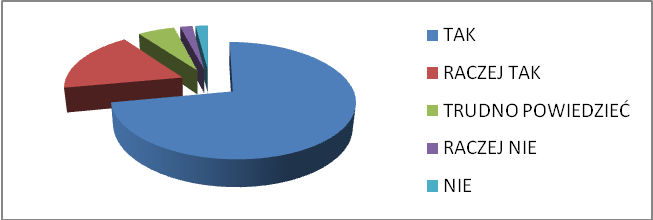 TAK
RACZEJ TAK
TRUDNO POWIEDZIEĆ
RACZEJ NIE
NIE